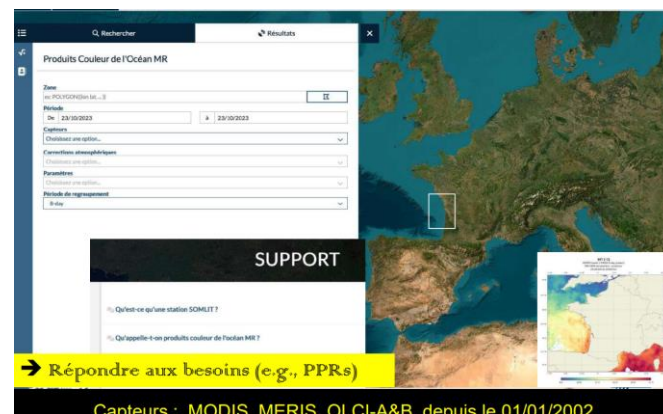 Rechercher
Résultats
×
Produits Couleur de l'Océan MR
Zone
Période
De 23/10/2023
à 23/10/2023
Capteurs
Choisissez une option...
Corrections atmosphériques
Choisissez une option...
Paramètres
Choisissez une option...
Période de regroupement
8-day
SUPPORT
Qu'est-ce qu'une station SOMLIT ?
Qu'appelle-t-on produits couleur de l'océan MR ?
➔ Répondre aux besoins (e.g., PPRs)
Capteurs : MODIS, MERIS, OLCI-A&B, depuis le 01/01/2002